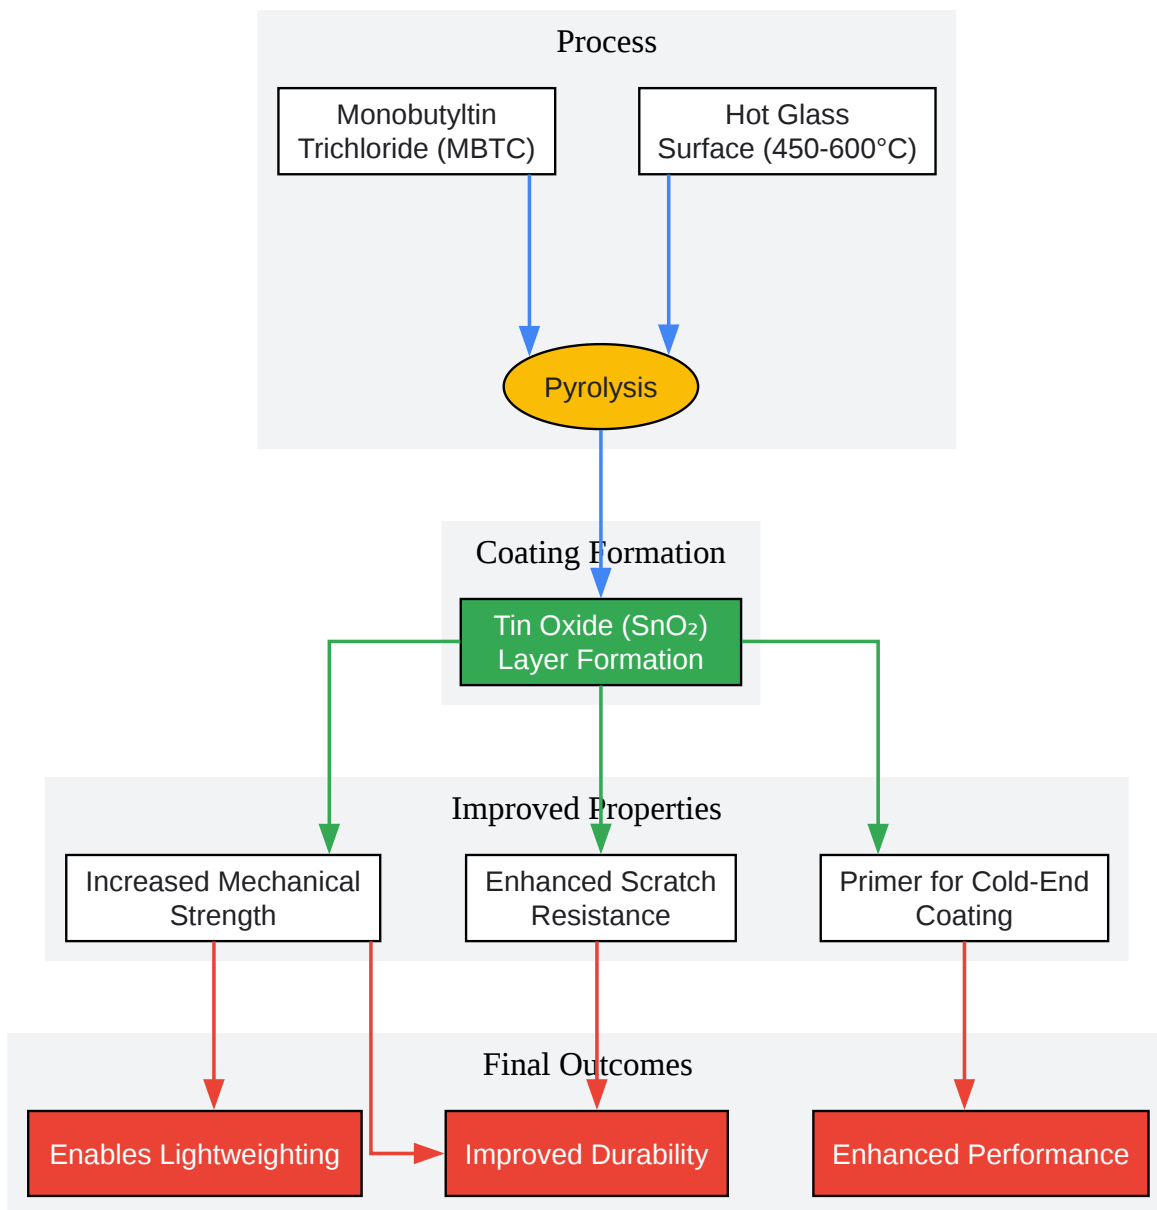 Process
Monobutyltin
Trichloride (MBTC)
Hot Glass
Surface (450-600°C)
Pyrolysis
Coating Formation
Tin Oxide (SnO₂)
Layer Formation
Improved Properties
Increased Mechanical
Strength
Enhanced Scratch
Resistance
Primer for Cold-End
Coating
Final Outcomes
Enables Lightweighting
Improved Durability
Enhanced Performance